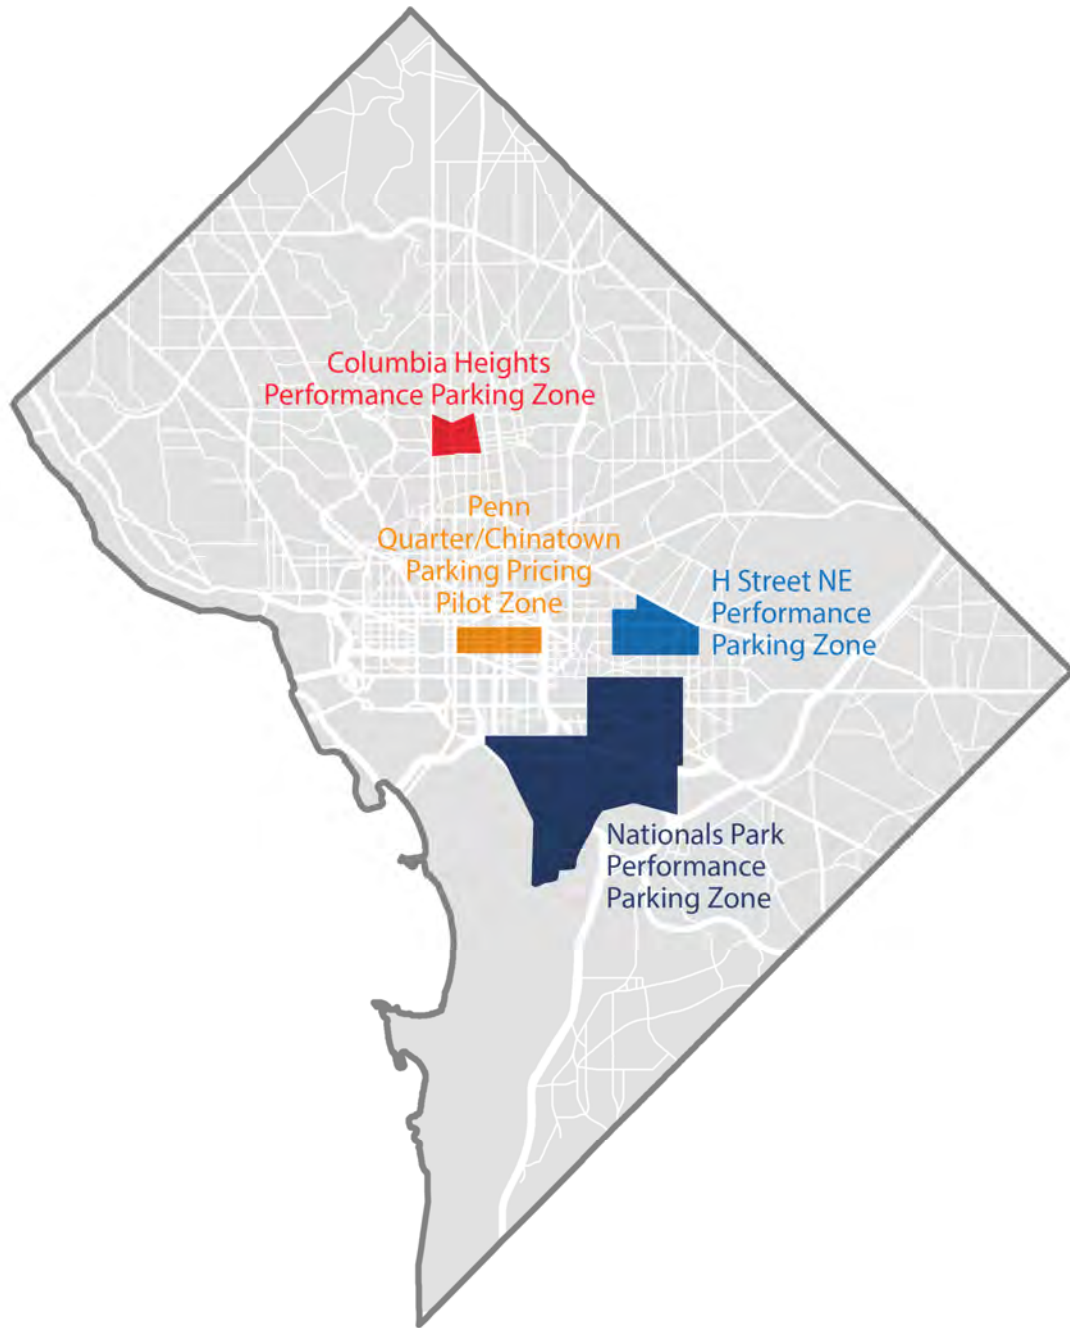 Columbia Heights
Performance Parking Zone
Penn
Quarter/Chinatown
Parking Pricing
Pilot Zone
H Street NE
Performance
Parking Zone
Nationals Park
Performance
Parking Zone